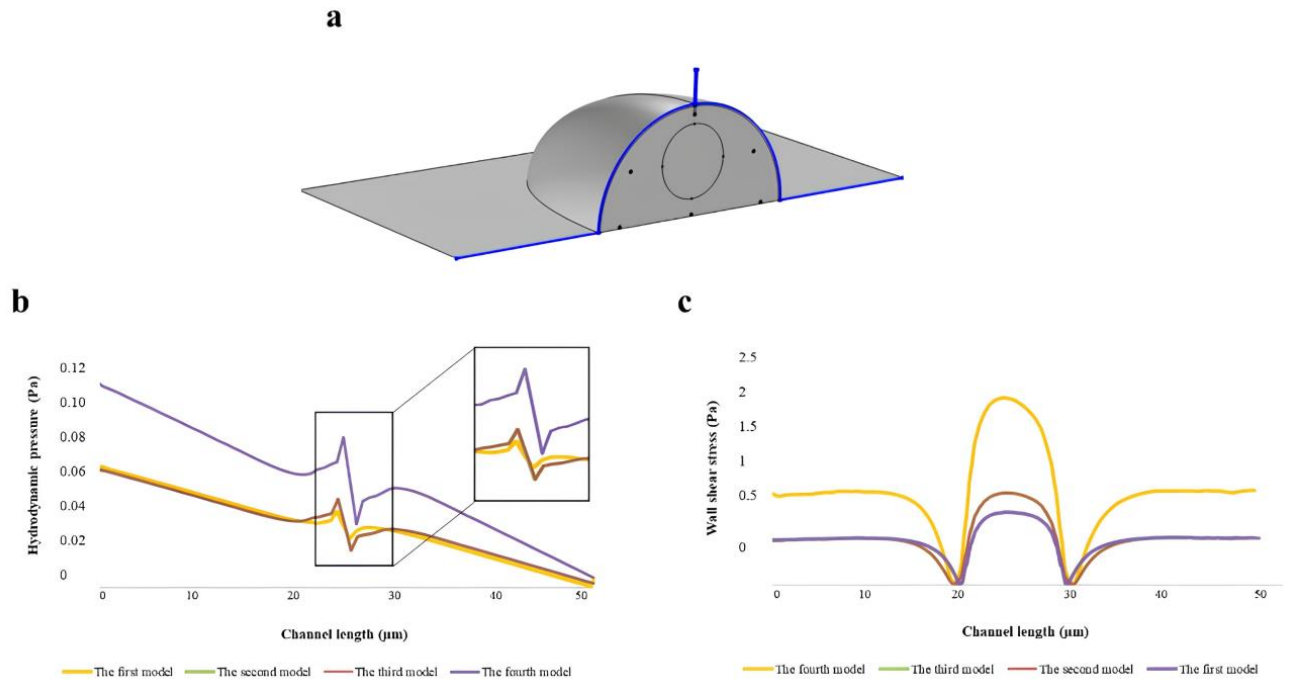 a
b
c
Hydrodynamic pressure (Pa)
0.12
0.10
0.08
0.06
0.04
0.02
0
0 10 20 30 40 50
Channel length (µm)
The first model The second model The third model The fourth model
Wall shear stress (Pa)
2.5
2
1.5
1
0.5
0
0 10 20 30 40 50
Channel length (µm)
The fourth model The third model The second model The first model